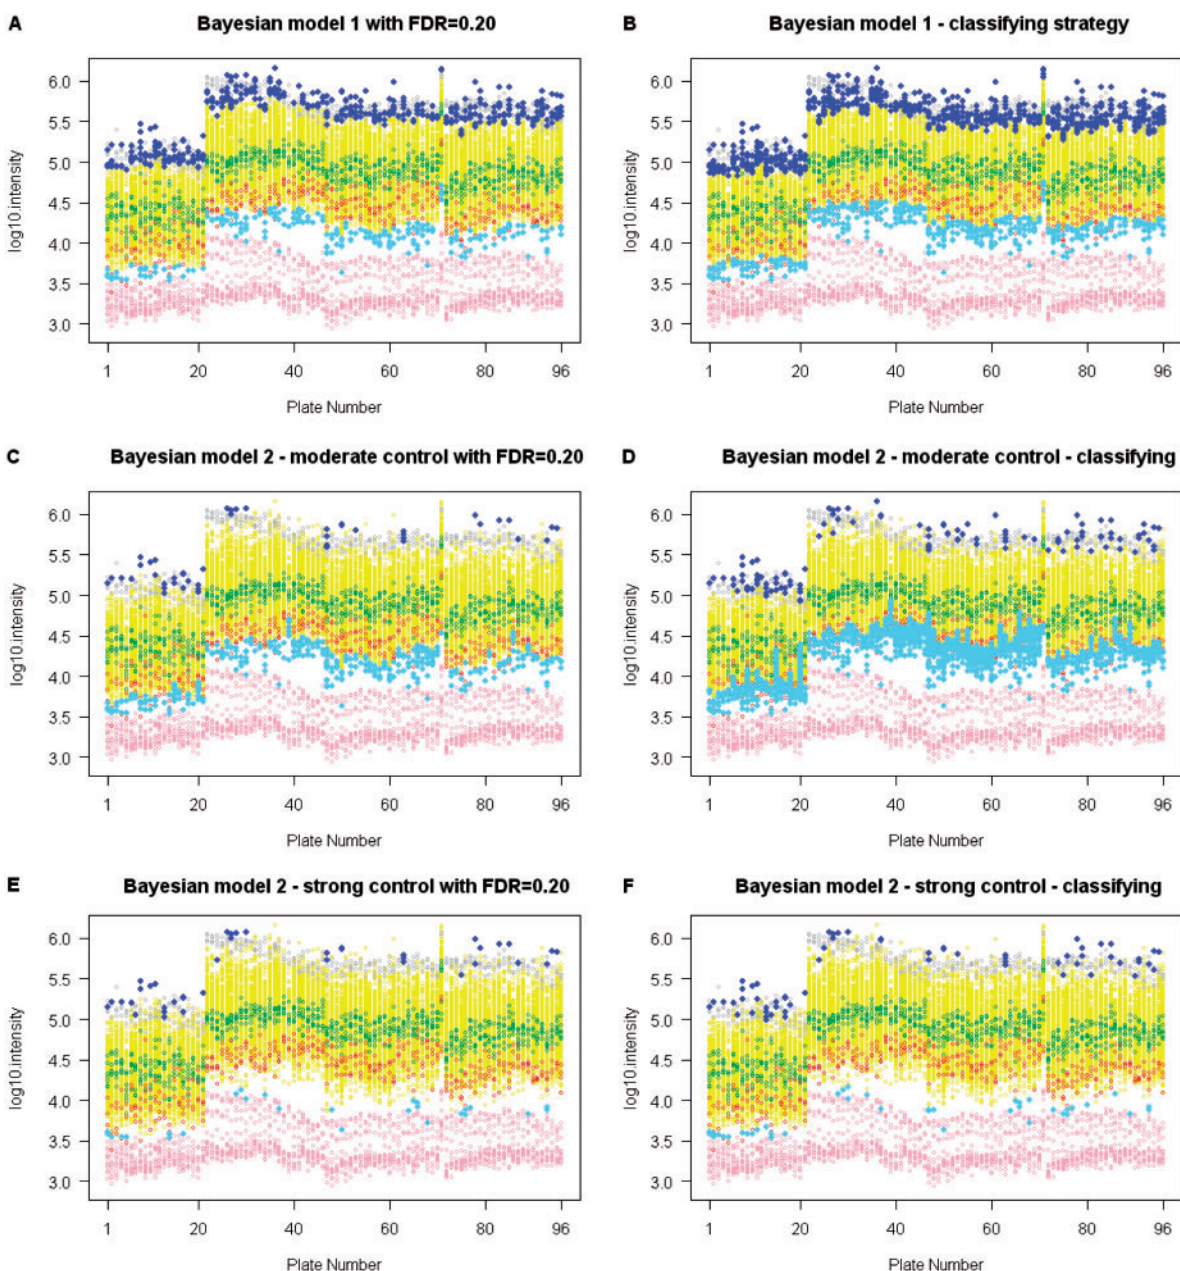 A Bayesian model 1 with FDR=0.20
B Bayesian model 1 - classifying strategy
log10.intensity
6.0
5.5
5.0
4.5
4.0
3.5
3.0
1 20 40 60 80 96
Plate Number
log10.intensity
6.0
5.5
5.0
4.5
4.0
3.5
3.0
1 20 40 60 80 96
Plate Number
C Bayesian model 2 - moderate control with FDR=0.20
D Bayesian model 2 - moderate control - classifying
log10.intensity
6.0
5.5
5.0
4.5
4.0
3.5
3.0
1 20 40 60 80 96
Plate Number
log10.intensity
6.0
5.5
5.0
4.5
4.0
3.5
3.0
1 20 40 60 80 96
Plate Number
E Bayesian model 2 - strong control with FDR=0.20
F Bayesian model 2 - strong control - classifying
log10.intensity
6.0
5.5
5.0
4.5
4.0
3.5
3.0
1 20 40 60 80 96
Plate Number
log10.intensity
6.0
5.5
5.0
4.5
4.0
3.5
3.0
1 20 40 60 80 96
Plate Number